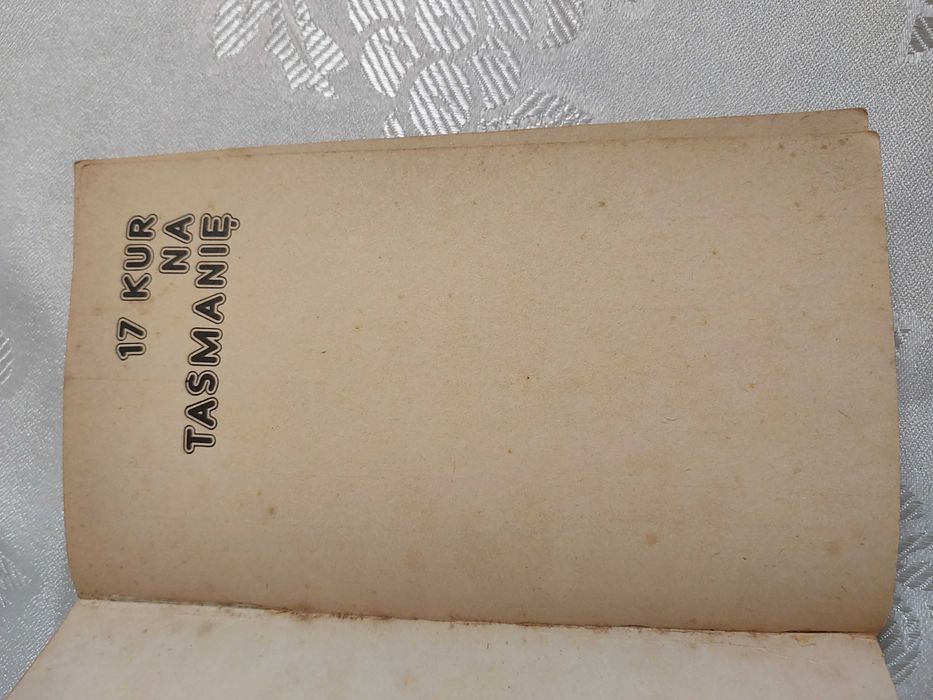 17 KUR
NA
TASMANIĘ